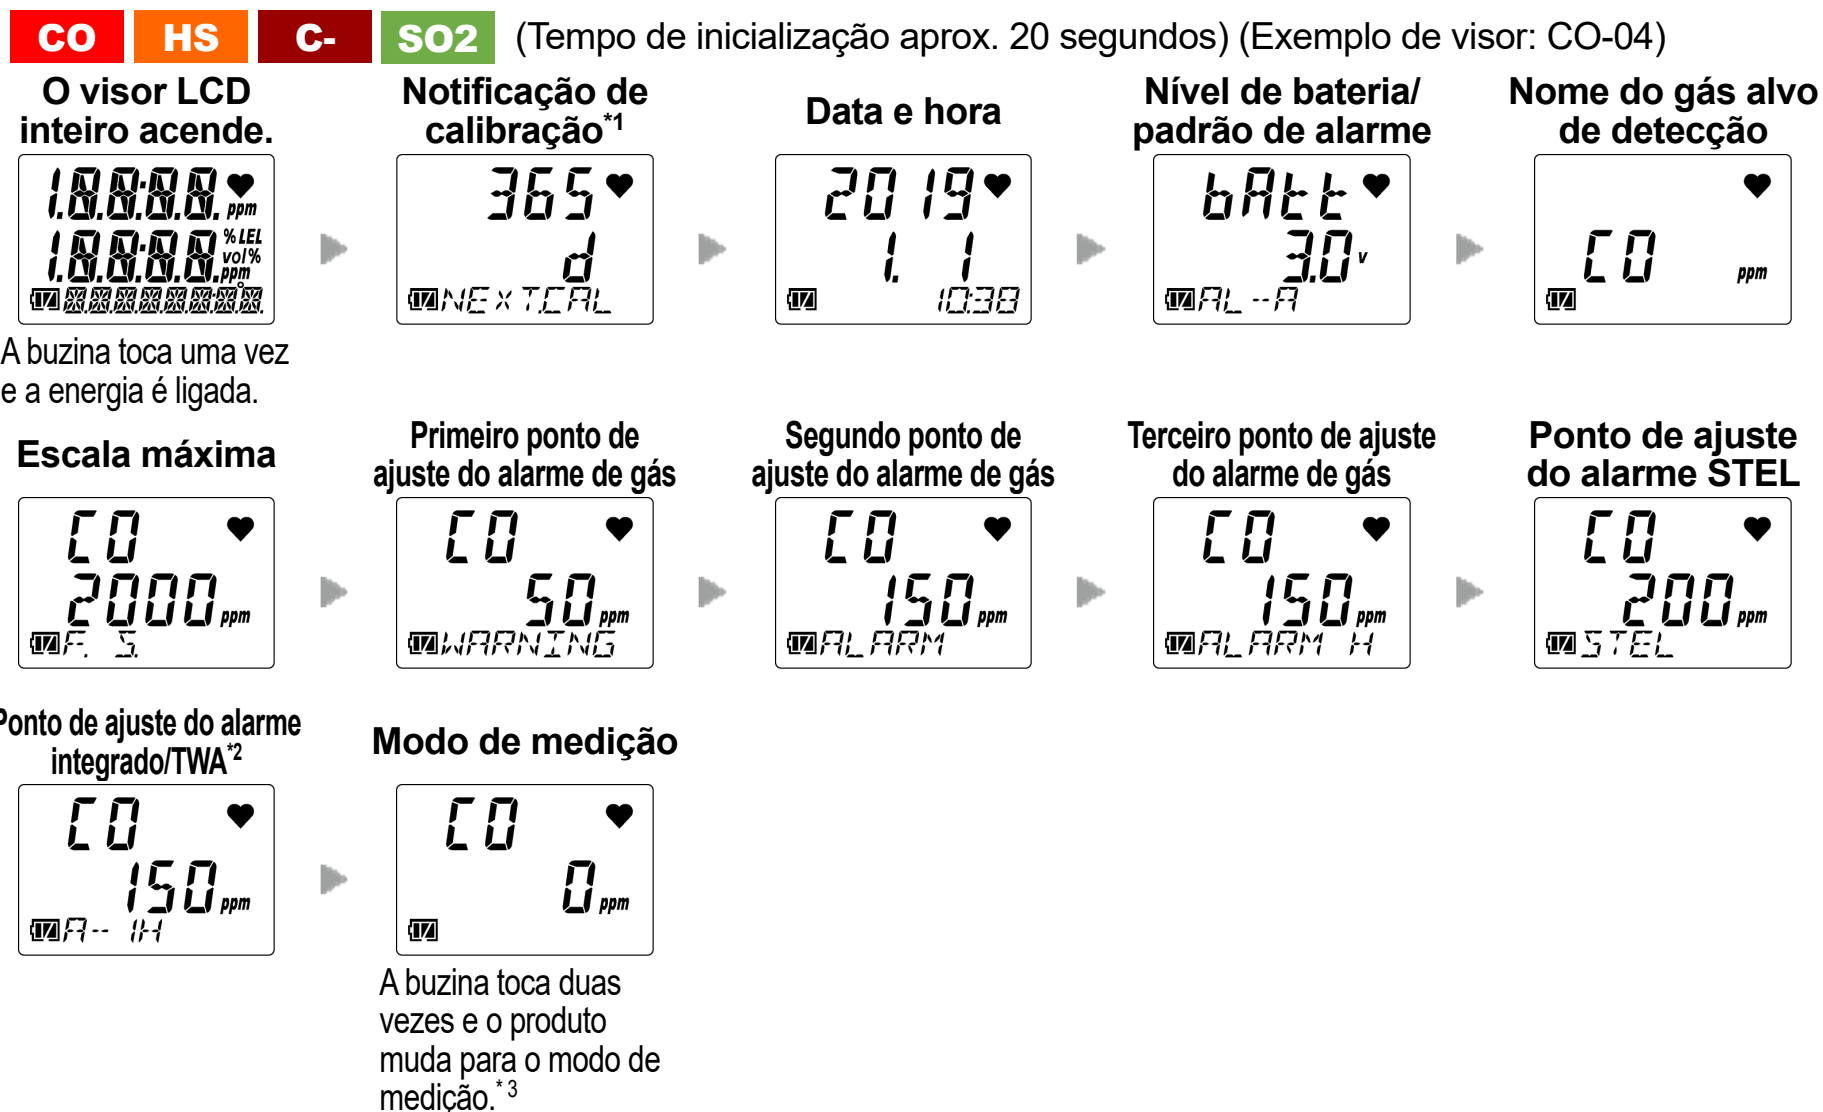 CO HS C- SO2 (Tempo de inicialização aprox. 20 segundos) (Exemplo de visor: CO-04)
O visor LCD
inteiro acende.
1.8.8:8.8. ppm
1.8.8:8.8. % LEL
vol%
ppm
A buzina toca uma vez
e a energia é ligada.
Notificação de
calibração*1
365
d
NEXT.CAL
Data e hora
2019
1. 1
10:38
Nível de bateria/
padrão de alarme
bAtt
3.0 v
AL--A
Nome do gás alvo
de detecção
CO
ppm
Escala máxima
CO
2000 ppm
F. S.
Primeiro ponto de
ajuste do alarme de gás
CO
50 ppm
WARNING
Segundo ponto de
ajuste do alarme de gás
CO
150 ppm
ALARM
Terceiro ponto de ajuste
do alarme de gás
CO
150 ppm
ALARM H
Ponto de ajuste
do alarme STEL
CO
200 ppm
STEL
Ponto de ajuste do alarme
integrado/TWA*2
CO
150 ppm
A-- 1H
Modo de medição
CO
0 ppm
A buzina toca duas
vezes e o produto
muda para o modo de
medição.*3